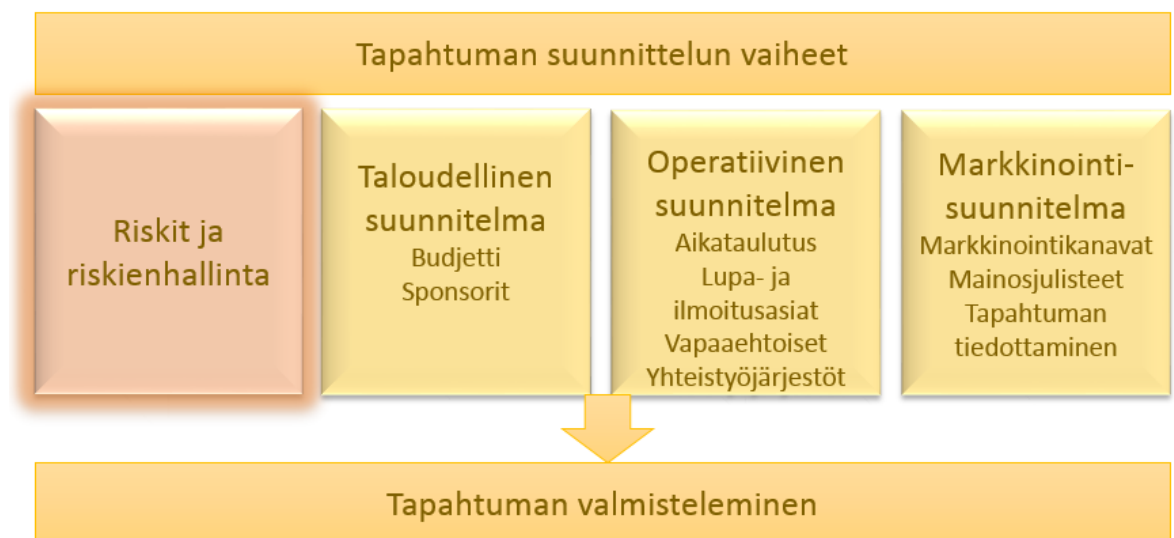 Tapahtuman suunnittelun vaiheet
Riskit ja
riskienhallinta
Taloudellinen
suunnitelma
Budjetti
Sponsorit
Operatiivinen
suunnitelma
Aikataulutus
Lupa- ja
ilmoitusasiat
Vapaaehtoiset
Yhteistyöjärjestöt
Markkinointi-
suunnitelma
Markkinointikanavat
Mainosjulisteet
Tapahtuman
tiedottaminen
Tapahtuman valmisteleminen